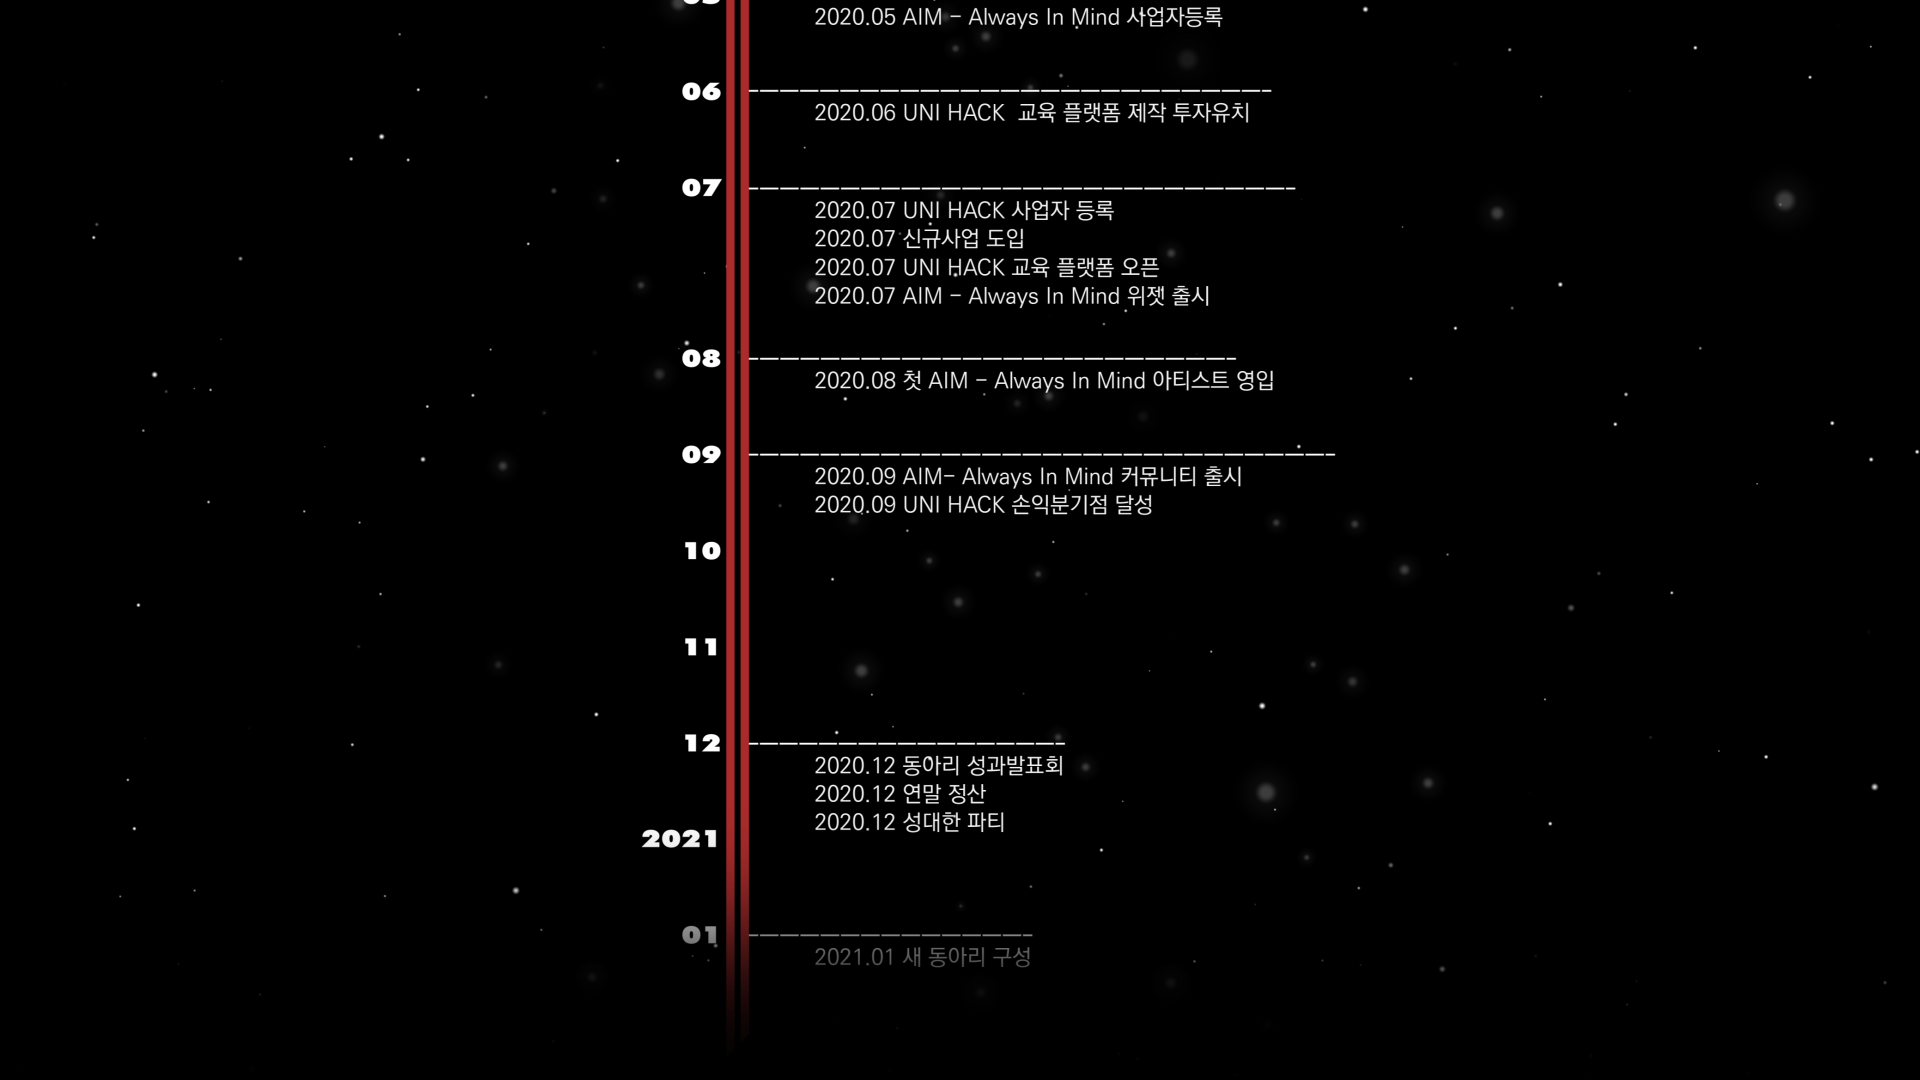 2020.05 AIM - Always In Mind 사업자등록
06
2020.06 UNI HACK 교육 플랫폼 제작 투자유치
07
2020.07 UNI HACK 사업자 등록
2020.07 신규사업 도입
2020.07 UNI HACK 교육 플랫폼 오픈
2020.07 AIM - Always In Mind 위젯 출시
08
2020.08 첫 AIM - Always In Mind 아티스트 영입
09
2020.09 AIM- Always In Mind 커뮤니티 출시
2020.09 UNI HACK 손익분기점 달성
10
11
12
2020.12 동아리 성과발표회
2020.12 연말 정산
2020.12 성대한 파티
2021
01
2021.01 새 동아리 구성